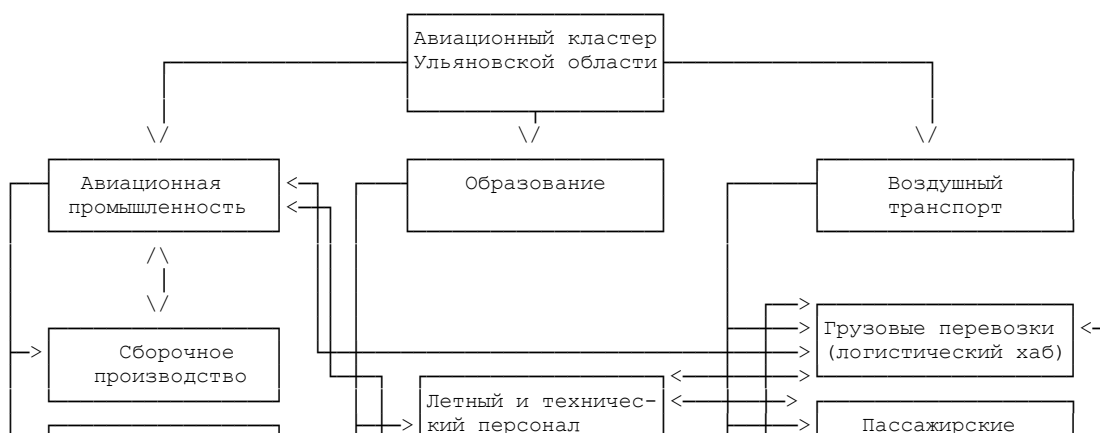 Авиационный кластер
Ульяновской области
Авиационная
промышленность
Образование
Воздушный
транспорт
Сборочное
производство
Грузовые перевозки
(логистический хаб)
Летный и техничес-
кий персонал
Пассажирские